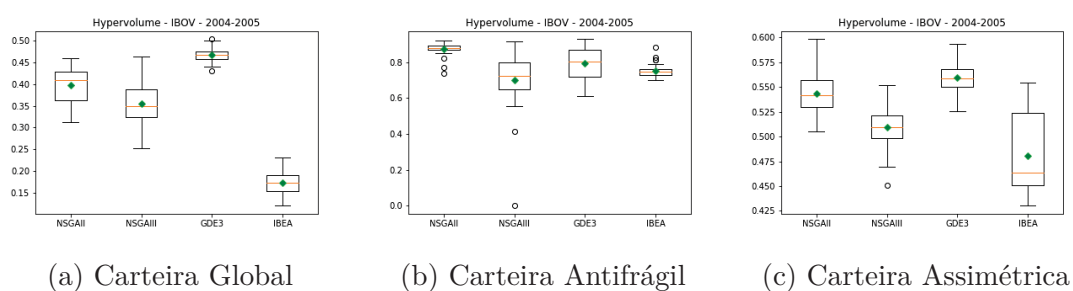 Hypervolume - IBOV - 2004-2005
0.50
0.45
0.40
0.35
0.30
0.25
0.20
0.15
NSGAII NSGAIII GDE3 IBEA
(a) Carteira Global
Hypervolume - IBOV - 2004-2005
0.8
0.6
0.4
0.2
0.0
NSGAII NSGAIII GDE3 IBEA
(b) Carteira Antifrágil
Hypervolume - IBOV - 2004-2005
0.600
0.575
0.550
0.525
0.500
0.475
0.450
0.425
NSGAII NSGAIII GDE3 IBEA
(c) Carteira Assimétrica